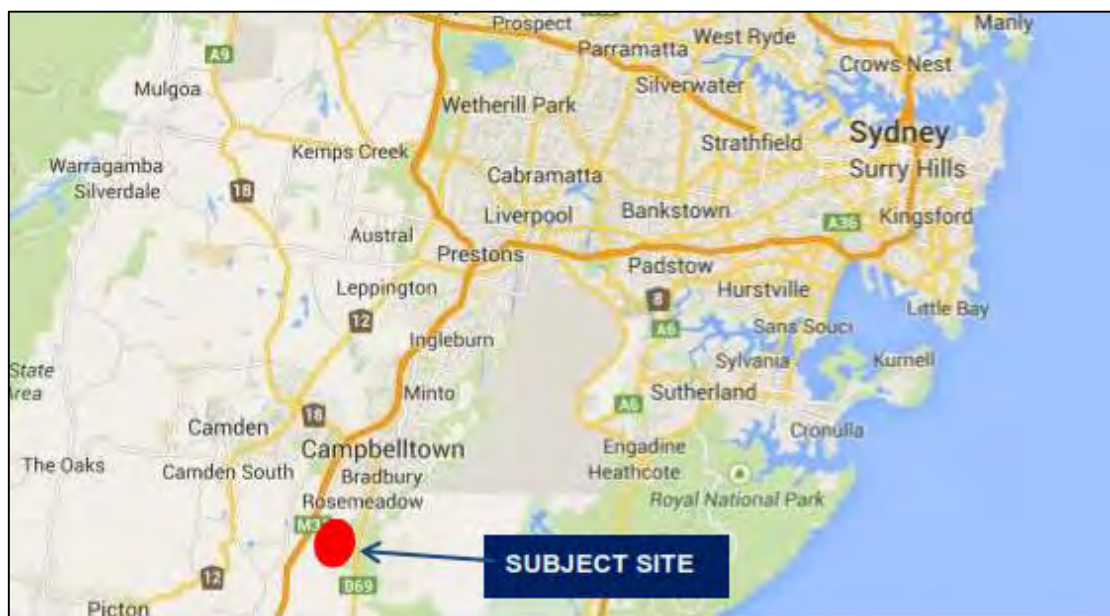 Prospect
West Ryde
Manly
A9
Parramatta
Crows Nest
Mulgoa
Silverwater
Wetherill Park
Strathfield
Sydney
Kemps Creek
Warragamba
Surry Hills
Silverdale
18
Cabramatta
Liverpool
Bankstown
Kingsford
A36
Austral
Prestons
Padstow
Leppington
Hurstville
8
Little Bay
12
A6
Sans Souci
Ingleburn
Sylvania
Kurnell
State
Area
Minto
Sutherland
A6
18
Camden
Cronulla
Campbelltown
Engadine
The Oaks
Camden South
Bradbury
Heathcote
Rosemeadow
Royal National Park
SUBJECT SITE
12
B69
Picton